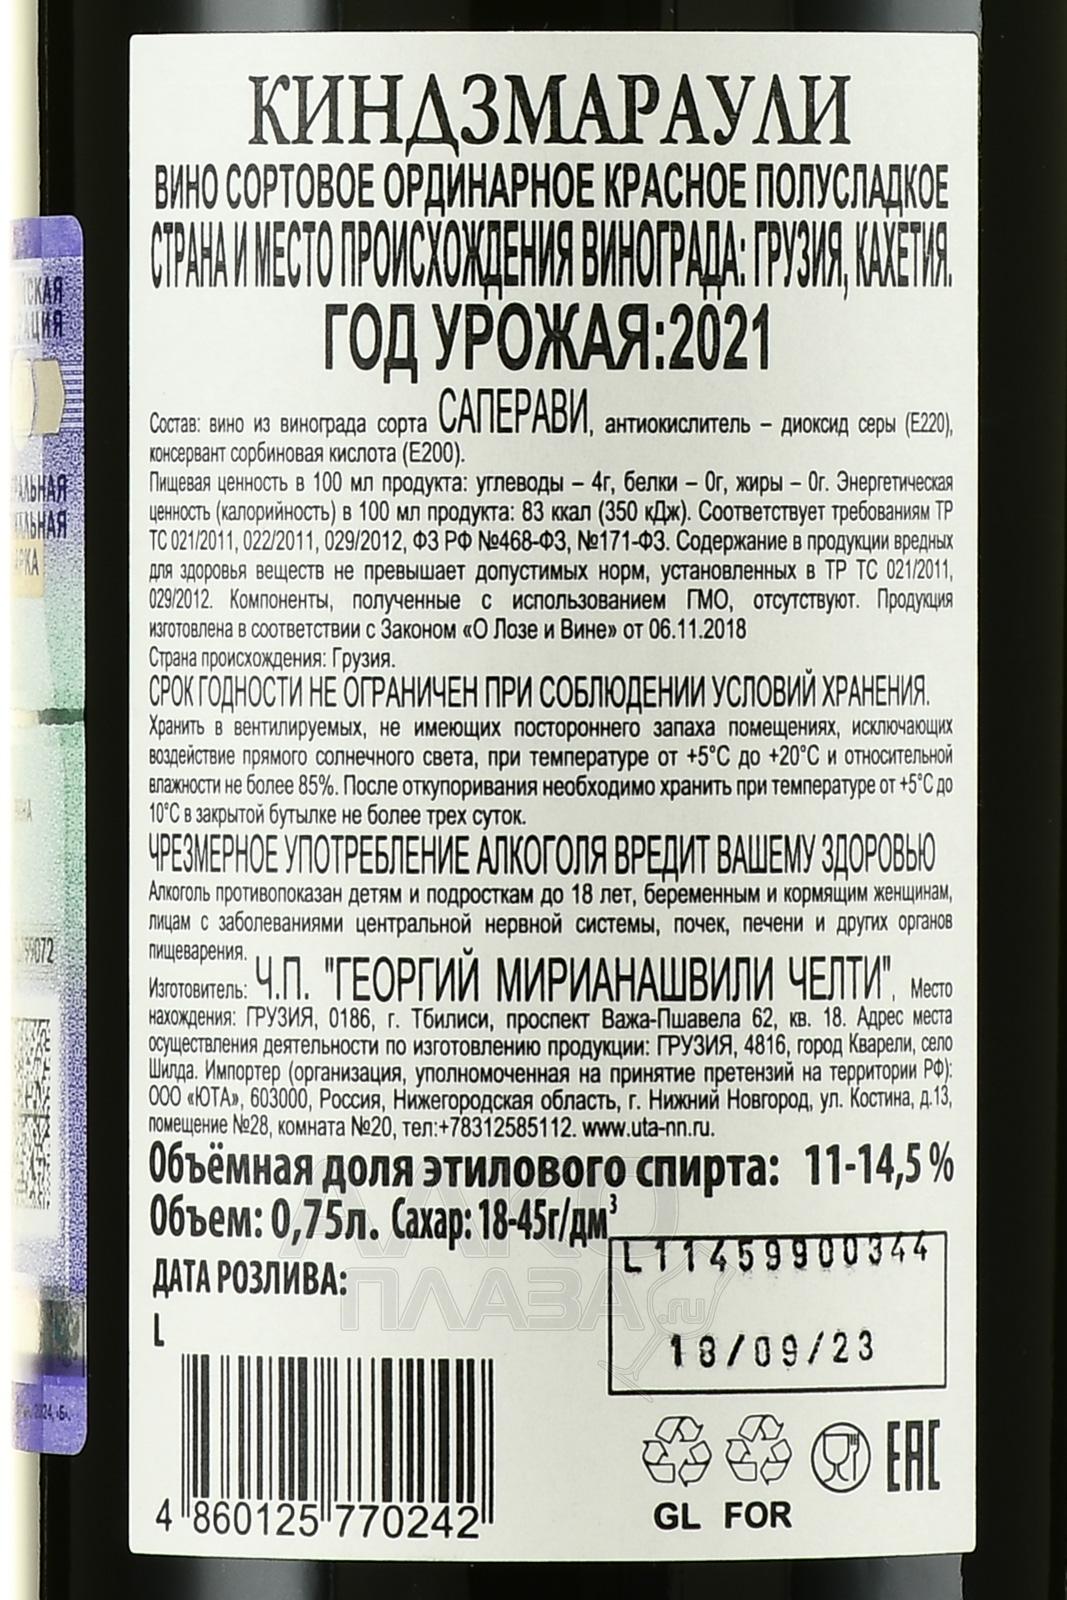 КИНДЗМАРАУЛИ
ВИНО СОРТОВОЕ ОРДИНАРНОЕ КРАСНОЕ ПОЛУСЛАДКОЕ
СТРАНА И МЕСТО ПРОИСХОЖДЕНИЯ ВИНОГРАДА: ГРУЗИЯ, КАХЕТИЯ.
ГОД УРОЖАЯ:2021
Состав: вино из винограда сорта САПЕРАВИ, антиокислитель – диоксид серы (Е220),
консервант сорбиновая кислота (Е200).
Пищевая ценность в 100 мл продукта: углеводы – 4г, белки – 0г, жиры – 0г. Энергетическая
ценность (калорийность) в 100 мл продукта: 83 ккал (350 кДж). Соответствует требованиям ТР
ТС 021/2011, 022/2011, 029/2012, ФЗ РФ №468-ФЗ, №171-ФЗ. Содержание в продукции вредных
для здоровья веществ не превышает допустимых норм, установленных в ТР ТС 021/2011,
029/2012. Компоненты, полученные с использованием ГМО, отсутствуют. Продукция
изготовлена в соответствии с Законом «О Лозе и Вине» от 06.11.2018
Страна происхождения: Грузия.
СРОК ГОДНОСТИ НЕ ОГРАНИЧЕН ПРИ СОБЛЮДЕНИИ УСЛОВИЙ ХРАНЕНИЯ.
Хранить в вентилируемых, не имеющих постороннего запаха помещениях, исключающих
воздействие прямого солнечного света, при температуре от +5°С до +20°С и относительной
влажности не более 85%. После откупоривания необходимо хранить при температуре от +5°С до
10°С в закрытой бутылке не более трех суток.
ЧРЕЗМЕРНОЕ УПОТРЕБЛЕНИЕ АЛКОГОЛЯ ВРЕДИТ ВАШЕМУ ЗДОРОВЬЮ
Алкоголь противопоказан детям и подросткам до 18 лет, беременным и кормящим женщинам,
лицам с заболеваниями центральной нервной системы, почек, печени и других органов
пищеварения.
Изготовитель: Ч.П. "ГЕОРГИЙ МИРИАНАШВИЛИ ЧЕЛТИ", Место
нахождения: ГРУЗИЯ, 0186, г. Тбилиси, проспект Важа-Пшавела 62, кв. 18. Адрес места
осуществления деятельности по изготовлению продукции: ГРУЗИЯ, 4816, город Кварели, село
Шилда. Импортер (организация, уполномоченная на принятие претензий на территории РФ):
ООО «ЮТА», 603000, Россия, Нижегородская область, г. Нижний Новгород, ул. Костина, д.13,
помещение №28, комната №20, тел:+78312585112. www.uta-nn.ru.
Объёмная доля этилового спирта: 11-14,5 %
Объем: 0,75л. Сахар: 18-45г/дм³
ДАТА РОЗЛИВА:
L
L11459900344
18/09/23
4 860125 770242
GL FOR
EAC
АЛКО
ПЛАЗА.ru